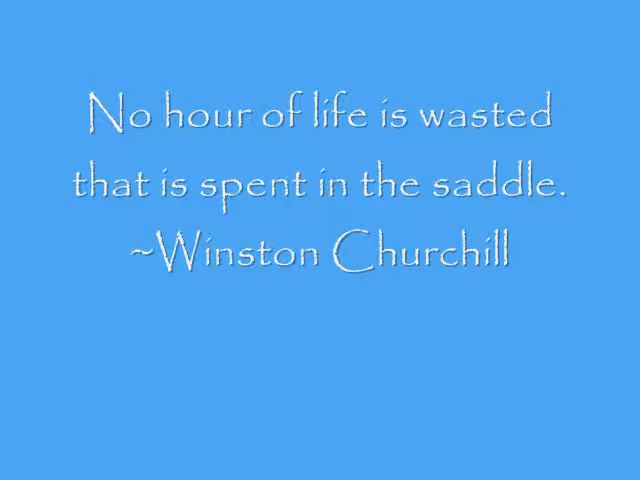 No hour of life is wasted
that is spent in the saddle.
~Winston Churchill